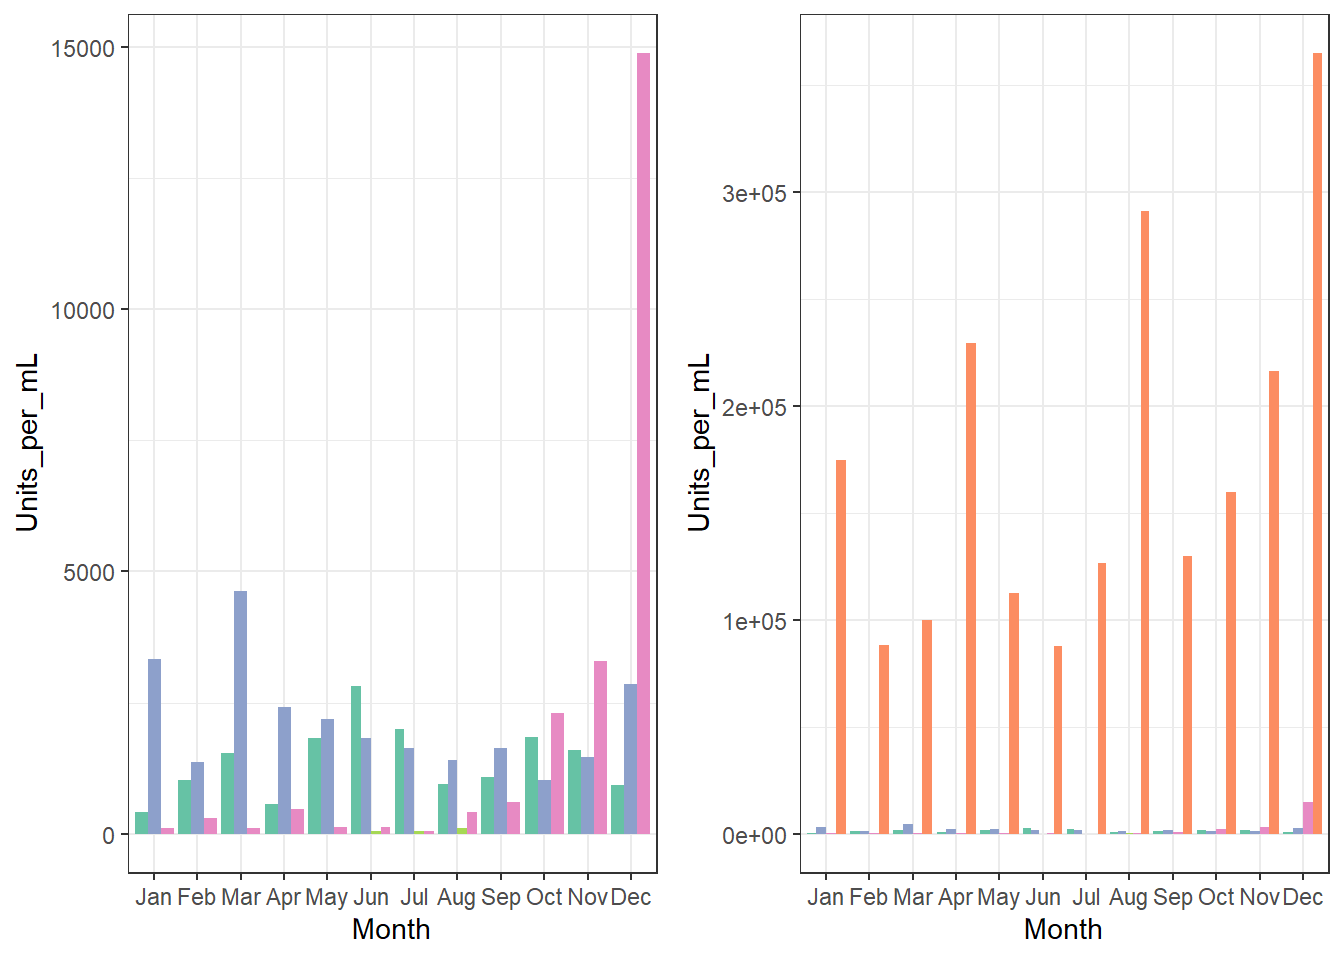 15000
10000
5000
0
Units_per_mL
Jan Feb Mar Apr May Jun Jul Aug Sep Oct Nov Dec
Month
3e+05
2e+05
1e+05
0e+00
Units_per_mL
Jan Feb Mar Apr May Jun Jul Aug Sep Oct Nov Dec
Month